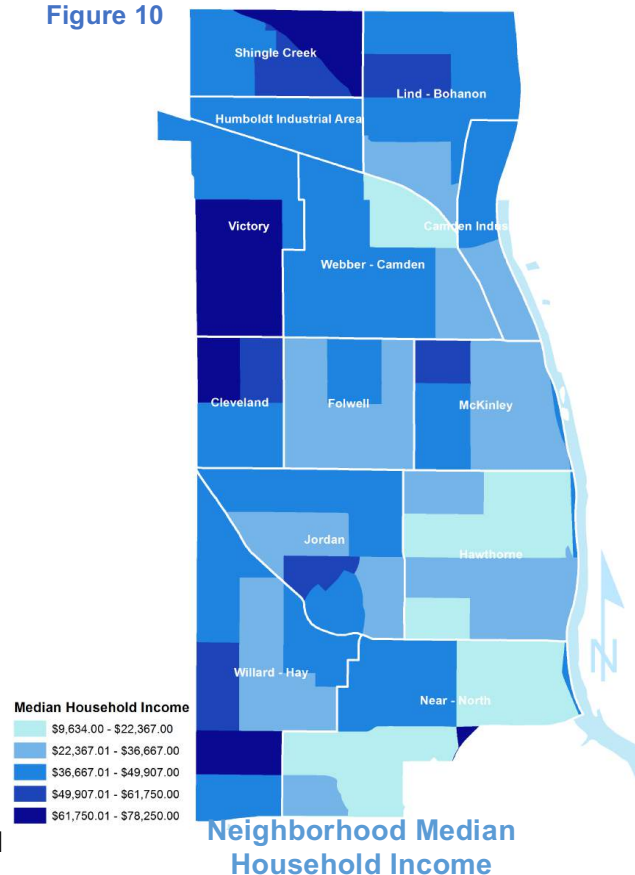 Figure 10
Shingle Creek
Lind - Bohanon
Humboldt Industrial Area
Victory
Camden Indus
Webber - Camden
Cleveland
Folwell
McKinley
Jordan
Hawthorne
Willard - Hay
Near - North
N
Median Household Income
$9,634.00 - $22,367.00
$22,367.01 - $36,667.00
$36,667.01 - $49,907.00
$49,907.01 - $61,750.00
$61,750.01 - $78,250.00
Neighborhood Median
Household Income